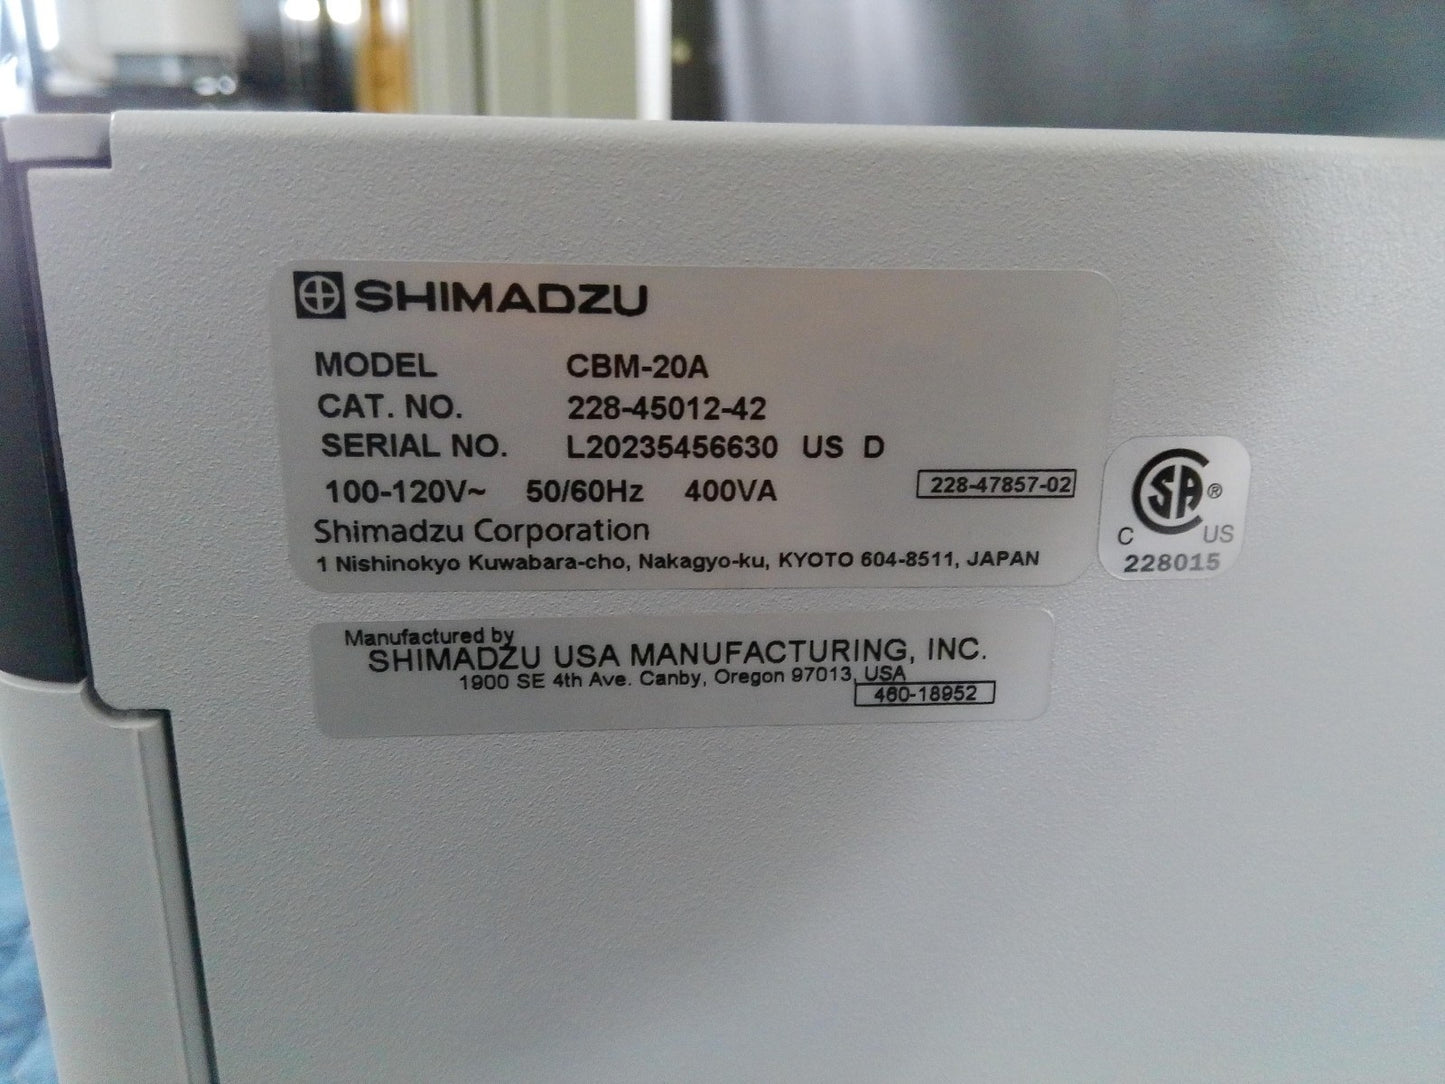 SHIMADZU
MODEL CBM-20A
CAT. NO. 228-45012-42
SERIAL NO. L20235456630 US D
100-120V~ 50/60Hz 400VA
228-47857-02
Shimadzu Corporation
1 Nishinokyo Kuwabara-cho, Nakagyo-ku, KYOTO 604-8511, JAPAN
CSA®
C US
228015
Manufactured by
SHIMADZU USA MANUFACTURING, INC.
1900 SE 4th Ave. Canby, Oregon 97013, USA
460-18952